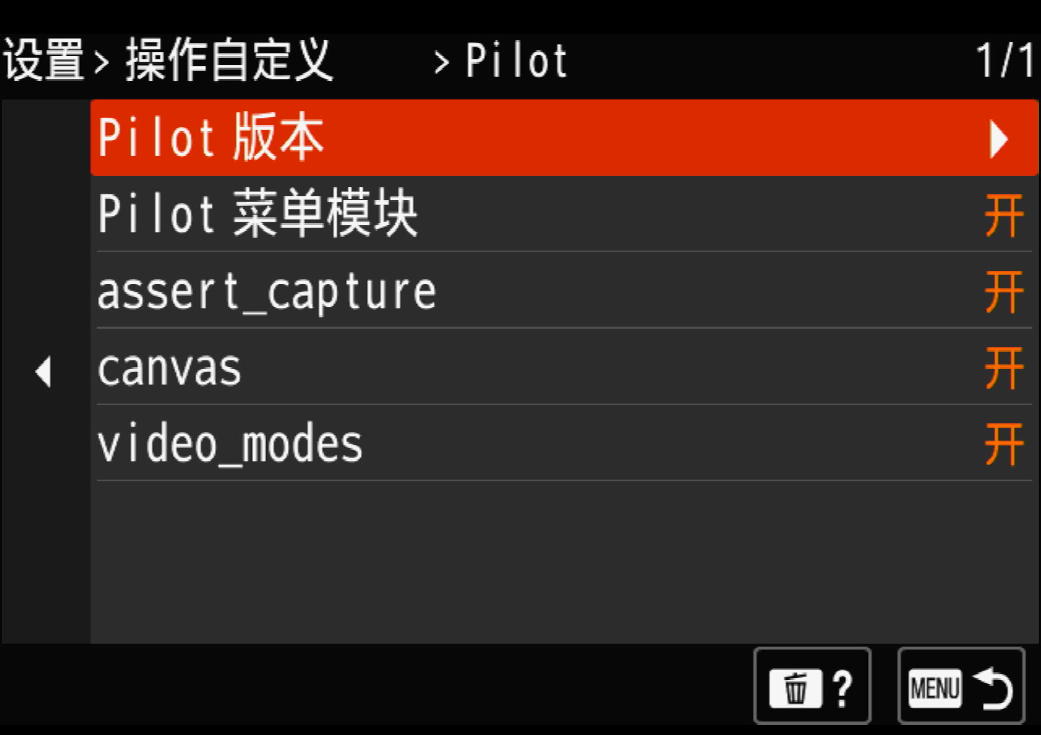 设置> 操作自定义 > Pilot 1/1
Pilot 版本
Pilot 菜单模块 开
assert_capture 开
canvas 开
video_modes 开
? MENU